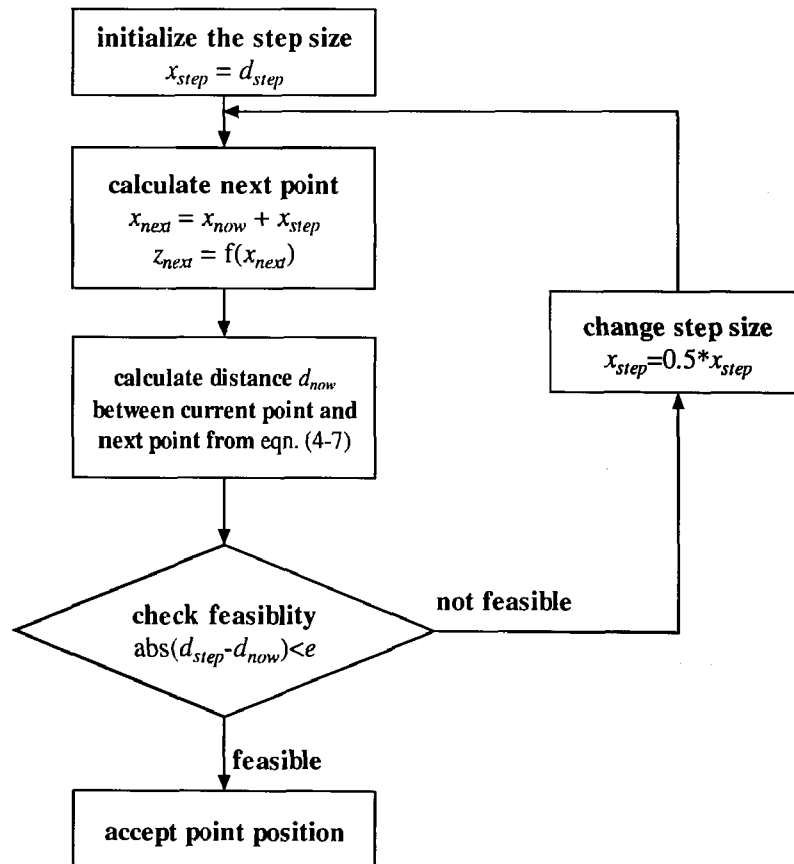 initialize the step size
x_step = d_step
calculate next point
x_next = x_now + x_step
z_next = f(x_next)
change step size
x_step=0.5*x_step
calculate distance d_now
between current point and
next point from eqn. (4-7)
check feasiblity
abs(d_step-d_now)<e
not feasible
feasible
accept point position